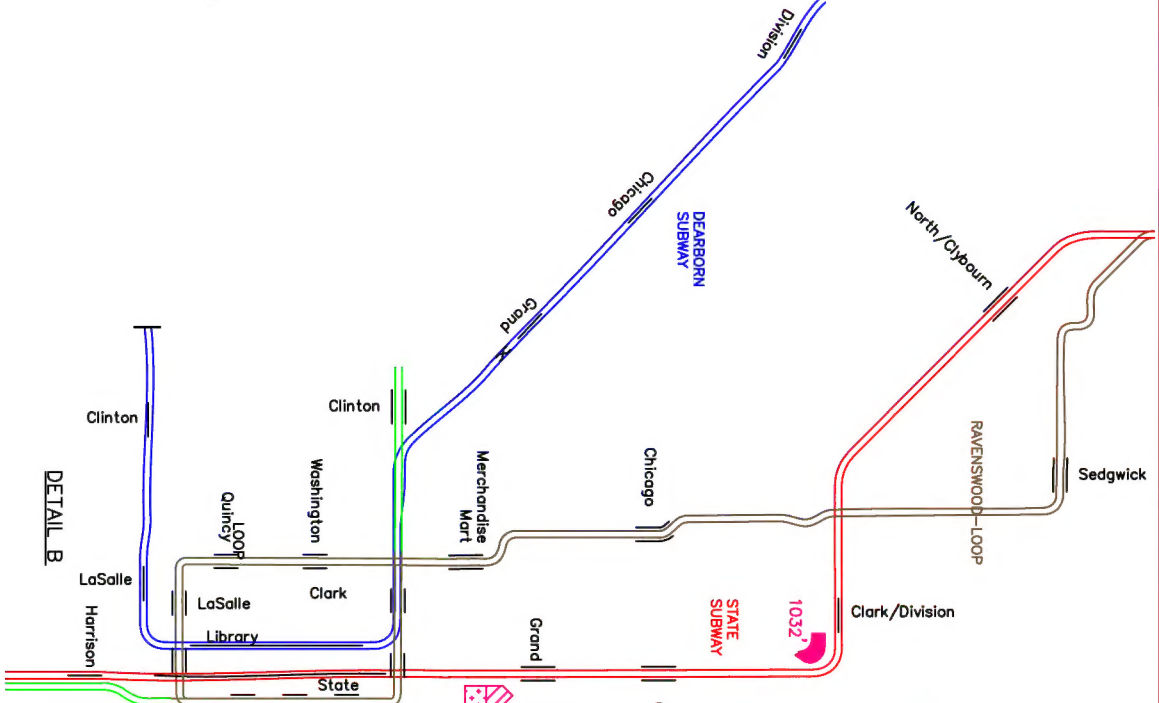 Division
Chicago
DEARBORN
SUBWAY
North/Clybourn
Grand
Clinton
Clinton
Sedgwick
RAVENSWOOD-LOOP
Chicago
Merchandise
Mart
Washington
LOOP
Quincy
DETAIL B
LaSalle
LaSalle
Clark
Clark/Division
1032'
STATE
SUBWAY
Harrison
Library
Grand
State